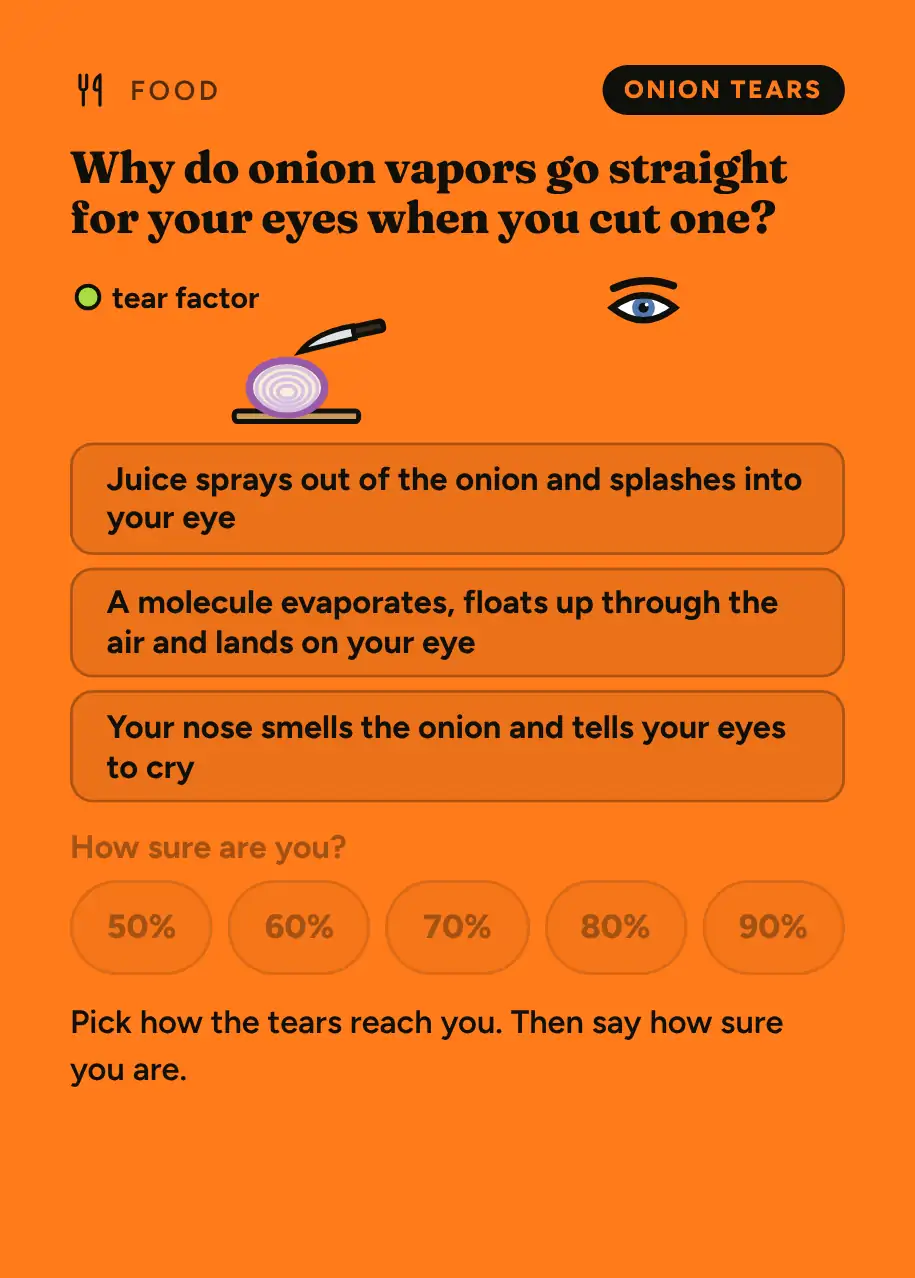 FOOD
ONION TEARS
Why do onion vapors go straight
for your eyes when you cut one?
tear factor
Juice sprays out of the onion and splashes into
your eye
A molecule evaporates, floats up through the
air and lands on your eye
Your nose smells the onion and tells your eyes
to cry
How sure are you?
50%
60%
70%
80%
90%
Pick how the tears reach you. Then say how sure
you are.